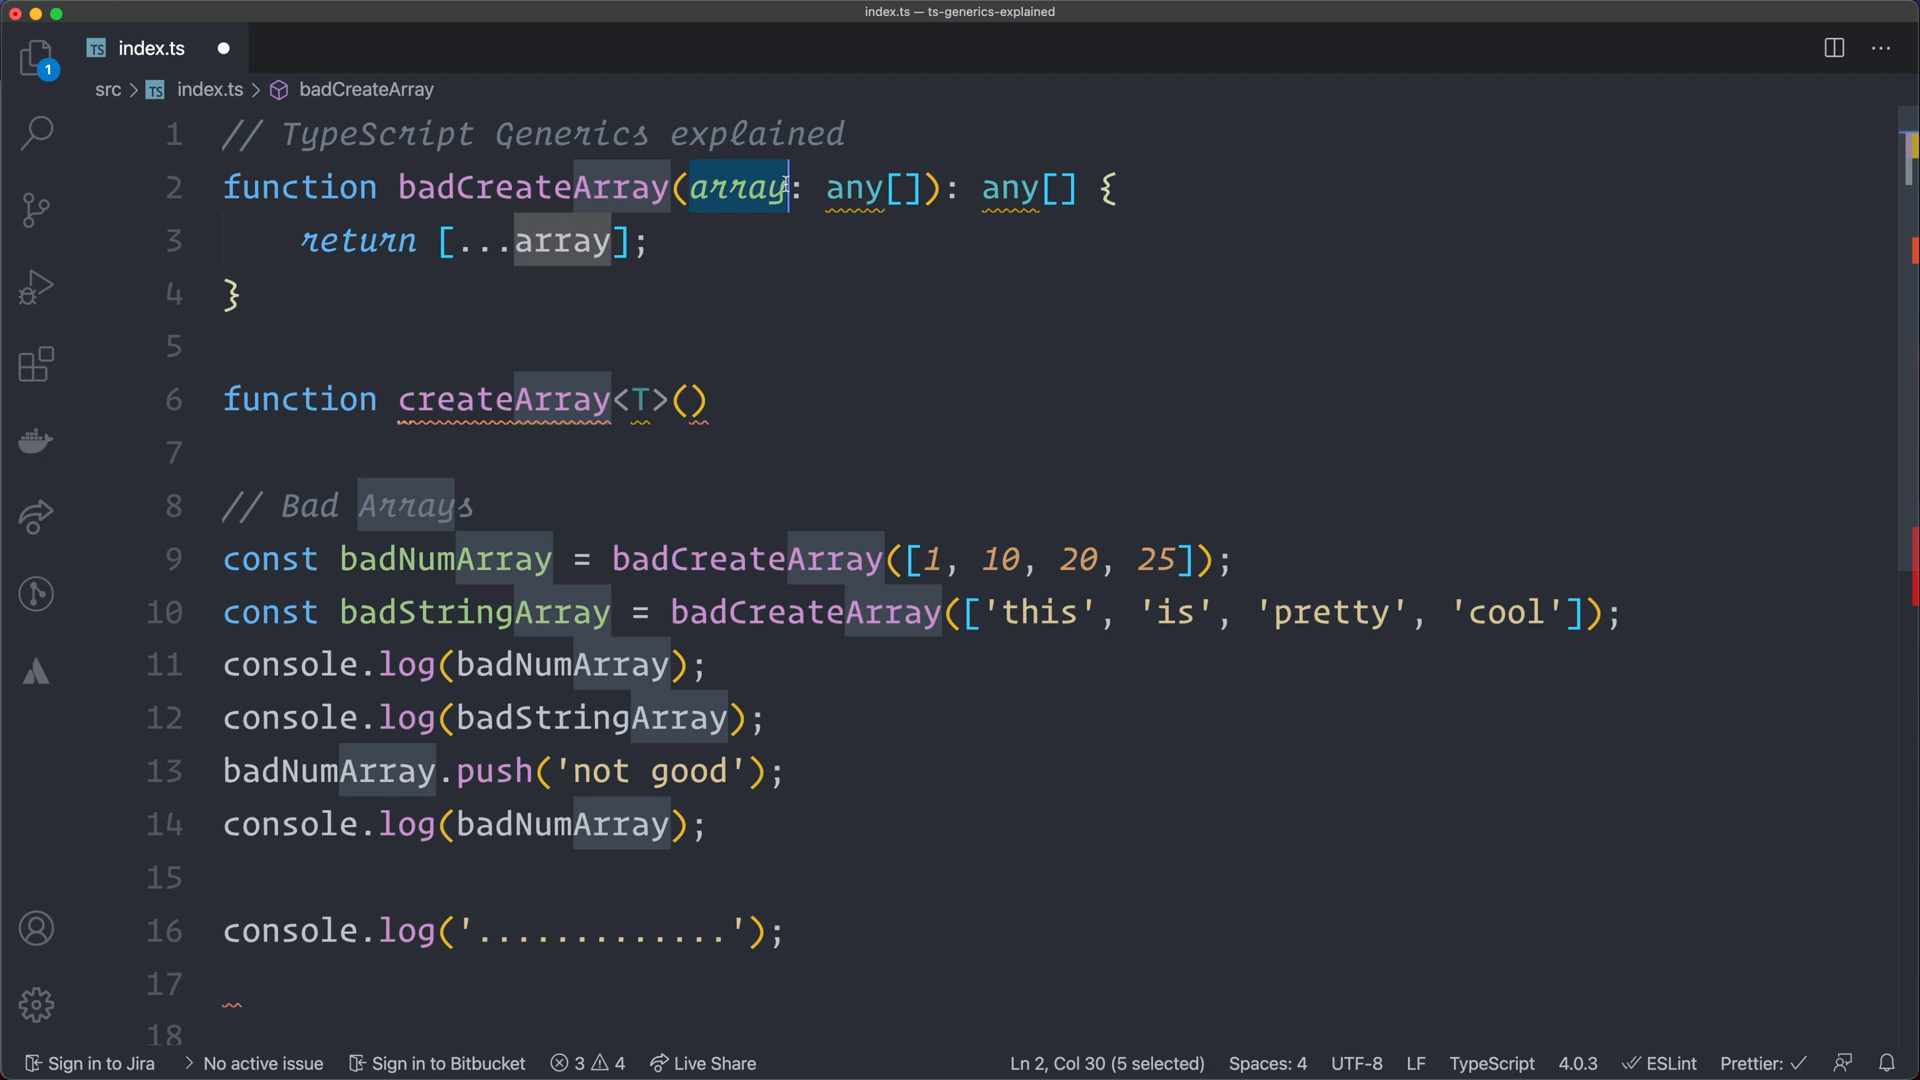 index.ts — ts-generics-explained
TS index.ts
1
src > TS index.ts > badCreateArray
1 // TypeScript Generics explained
2 function badCreateArray(array: any[]): any[] {
3 return [...array];
4 }
5
6 function createArray<T>()
7
8 // Bad Arrays
9 const badNumArray = badCreateArray([1, 10, 20, 25]);
10 const badStringArray = badCreateArray(['this', 'is', 'pretty', 'cool']);
11 console.log(badNumArray);
12 console.log(badStringArray);
13 badNumArray.push('not good');
14 console.log(badNumArray);
15
16 console.log('.............');
17
18
Sign in to Jira > No active issue Sign in to Bitbucket 3 4 Live Share Ln 2, Col 30 (5 selected) Spaces: 4 UTF-8 LF TypeScript 4.0.3 ESLint Prettier: ✓